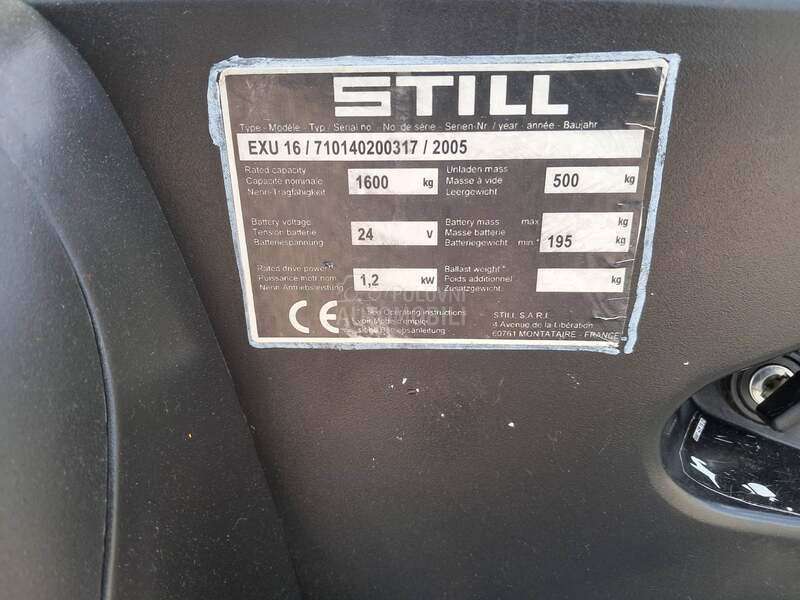 STILL
Type - Modèle - Typ / Serial no - No de série - Serien-Nr / year - année - Baujahr
EXU 16 / 710140200317 / 2005
Rated capacity
Capacité nominale
Nenn-Tragfähigkeit
1600 kg
Unladen mass
Masse à vide
Leergewicht
500 kg
Battery voltage
Tension batterie
Batteriespannung
24 V
Battery mass max
Masse batterie
Batteriegewicht min
kg
195 kg
Rated drive power
Puissance motr.nom.
Nenn-Antriebsleistung
1,2 kW
Ballast weight
Poids additionnel
Zusatzgewicht
kg
CE
See Operating instructions
Mode d'emploi
Betriebsanleitung
STILL S.A.R.L
4 Avenue de la Libération
60761 MONTATAIRE - FRANCE
POLOVNI
AUTOMOBILI